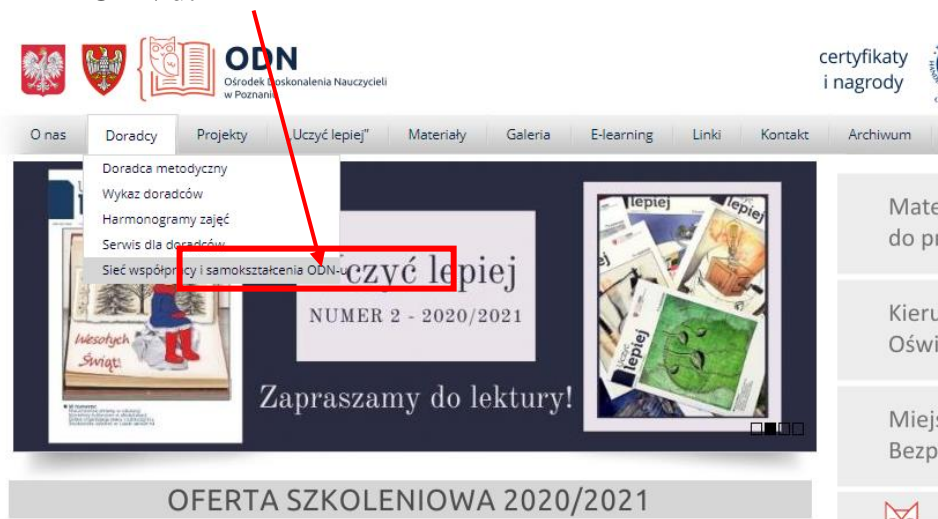 ODN
Ośrodek Doskonalenia Nauczycieli
w Poznaniu
certyfikaty
i nagrody
O nas Doradcy Projekty „Uczyć lepiej” Materiały Galeria E-learning Linki Kontakt Archiwum
Doradca metodyczny
Wykaz doradców
Harmonogramy zajęć
Serwis dla doradców
Sieć współpracy i samokształcenia ODN-u
Uczyć lepiej
NUMER 2 - 2020/2021
Zapraszamy do lektury!
Wesołych
Świąt!
lepiej
lepiej
Uczyć
lepiej
Mate
do pr
Kieru
Oświ
Miejs
Bezp
OFERTA SZKOLENIOWA 2020/2021